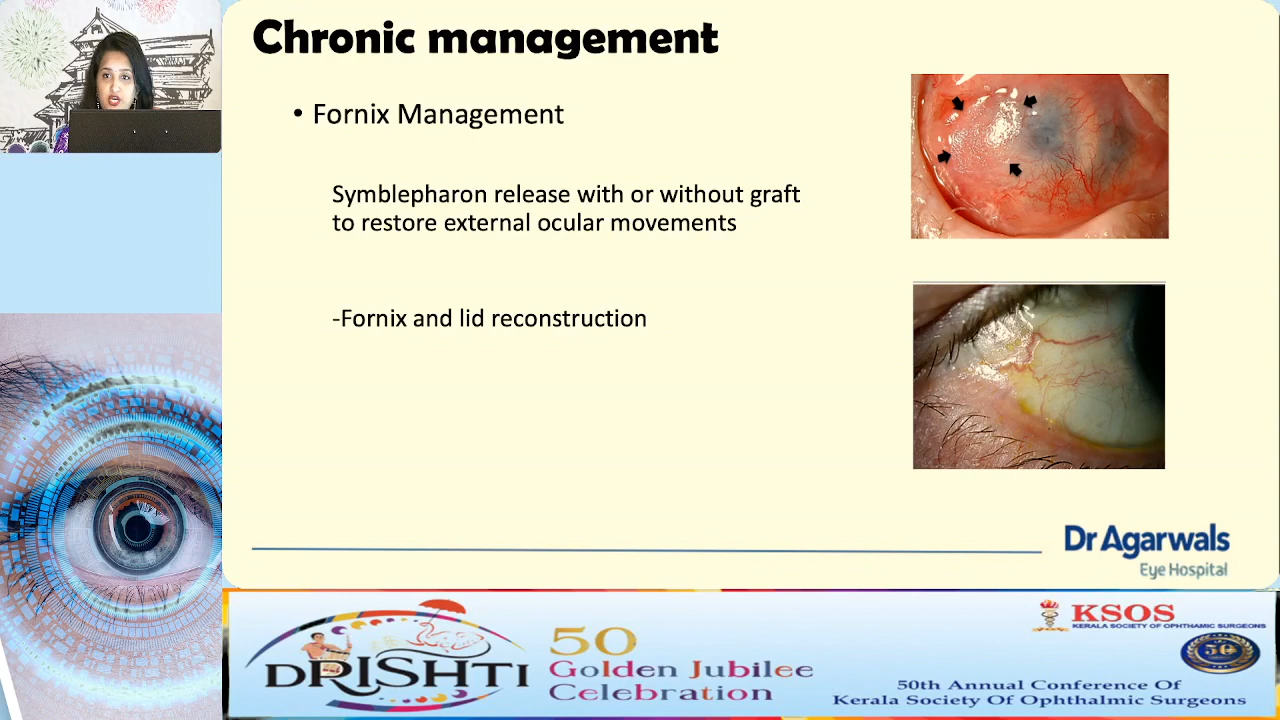 Chronic management
• Fornix Management
Symblepharon release with or without graft
to restore external ocular movements
-Fornix and lid reconstruction
Dr Agarwals
Eye Hospital
DRISHTI
50
Golden Jubilee
Celebration
KSOS
KERALA SOCIETY OF OPHTHAMIC SURGEONS
50
50th Annual Conference Of
Kerala Society Of Ophthalmic Surgeons